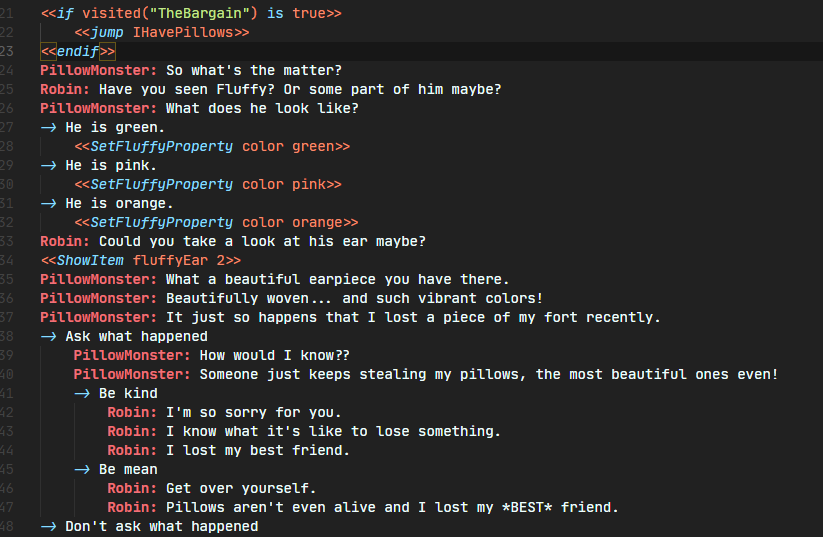 21 <<if visited("TheBargain") is true>>
22 <<jump IHavePillows>>
23 <<endif>>
24 PillowMonster: So what's the matter?
25 Robin: Have you seen Fluffy? Or some part of him maybe?
26 PillowMonster: What does he look like?
27 -> He is green.
28 <<SetFluffyProperty color green>>
29 -> He is pink.
30 <<SetFluffyProperty color pink>>
31 -> He is orange.
32 <<SetFluffyProperty color orange>>
33 Robin: Could you take a look at his ear maybe?
34 <<ShowItem fluffyEar 2>>
35 PillowMonster: What a beautiful earpiece you have there.
36 PillowMonster: Beautifully woven... and such vibrant colors!
37 PillowMonster: It just so happens that I lost a piece of my fort recently.
38 -> Ask what happened
39 PillowMonster: How would I know??
40 PillowMonster: Someone just keeps stealing my pillows, the most beautiful ones even!
41 -> Be kind
42 Robin: I'm so sorry for you.
43 Robin: I know what it's like to lose something.
44 Robin: I lost my best friend.
45 -> Be mean
46 Robin: Get over yourself.
47 Robin: Pillows aren't even alive and I lost my *BEST* friend.
48 -> Don't ask what happened